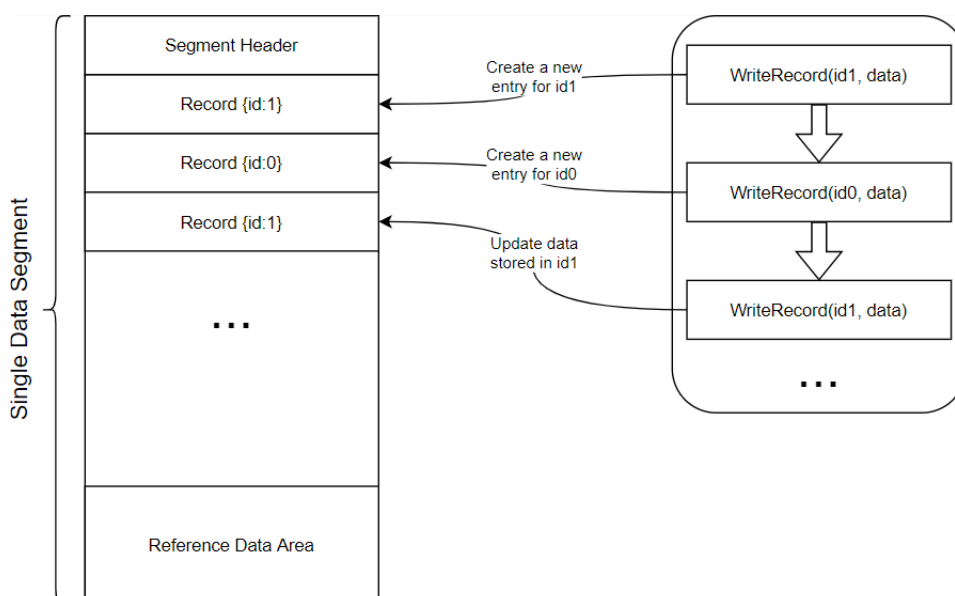 Single Data Segment
Segment Header
Record {id:1}
Record {id:0}
Record {id:1}
...
Reference Data Area
Create a new
entry for id1
Create a new
entry for id0
Update data
stored in id1
WriteRecord(id1, data)
WriteRecord(id0, data)
WriteRecord(id1, data)
...